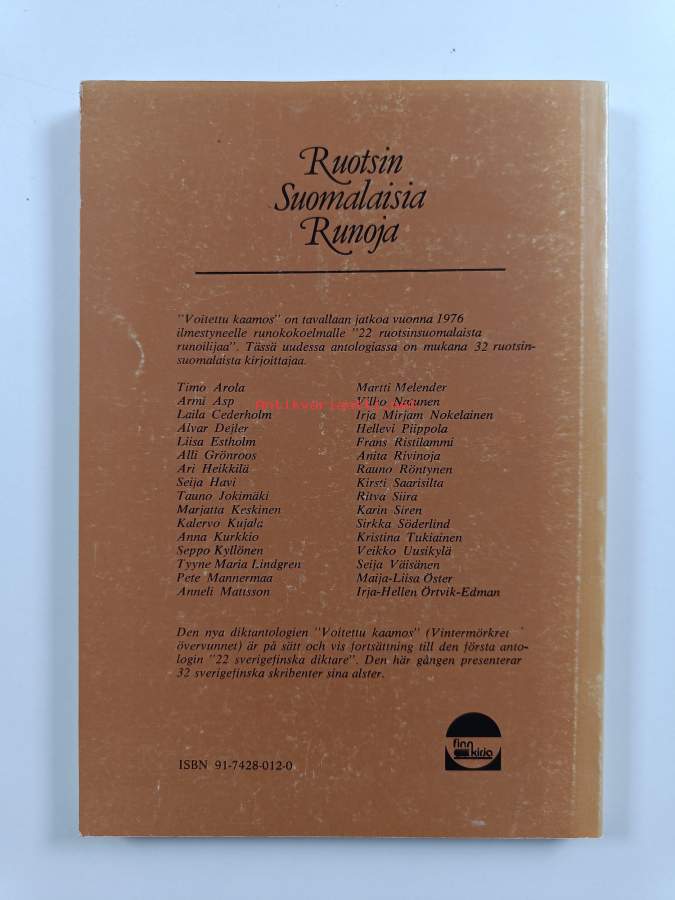 Ruotsin
Suomalaisia
Runoja
"Voitettu kaamos" on tavallaan jatkoa vuonna 1976
ilmestyneelle runokokoelmalle "22 ruotsinsuomalaista
runoilijaa". Tässä uudessa antologiassa on mukana 32 ruotsin-
suomalaista kirjoittajaa.
Timo Arola
Armi Asp
Laila Cederholm
Alvar Dejler
Liisa Estholm
Alli Grönroos
Ari Heikkilä
Seija Havi
Tauno Jokimäki
Marjatta Keskinen
Kalervo Kujala
Anna Kurkkio
Seppo Kyllönen
Tyyne Maria Lindgren
Pete Mannermaa
Anneli Matisson
Martti Melender
Vilho
Irja Mirjam Nokelainen
Hellevi Piippola
Frans Ristilammi
Anita Rivinoja
Rauno Röntynen
Kirsti Saarisilta
Ritva Siira
Karin Siren
Sirkka Söderlind
Kristina Tukiainen
Veikko Uusikylä
Seija Väisänen
Maija-Liisa Öster
Irja-Hellen Örtvik-Edman
Den nya diktantologien "Voitettu kaamos" (Vintermörkret
övervunnet) är på sätt och vis fortsättning till den första anto-
login "22 sverigefinska diktare". Den här gången presenterar
32 sverigefinska skribenter sina alster.
finn
kirja
ISBN 91-7428-012-0